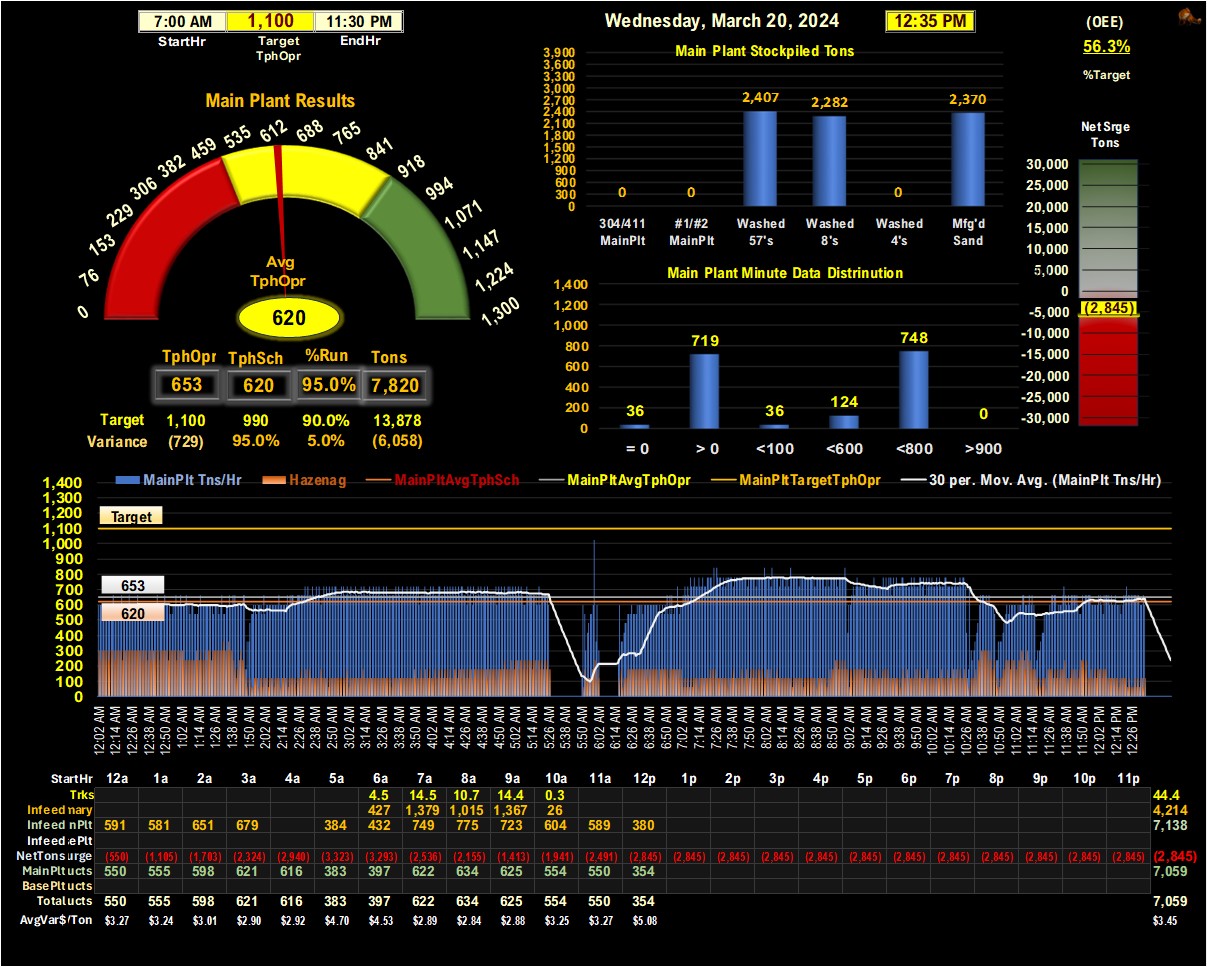 7:00 AM 1,100 11:30 PM
StartHr Target TphOpr EndHr
Wednesday, March 20, 2024 12:35 PM
(OEE)
56.3%
%Target
Main Plant Results
0 76 153 229 306 382 459 535 612 688 765 841 918 994 1,071 1,147 1,224 1,300
Avg
TphOpr
620
TphOpr TphSch %Run Tons
653 620 95.0% 7,820
Target 1,100 990 90.0% 13,878
Variance (729) 95.0% 5.0% (6,058)
Main Plant Stockpiled Tons
3,900
3,600
3,300
3,000
2,700
2,400
2,100
1,800
1,500
1,200
900
600
300
0
0 0 2,407 2,282 0 2,370
304/411 #1/#2 Washed Washed Washed Mfg'd
MainPlt MainPlt 57's 8's 4's Sand
Main Plant Minute Data Distrinution
1,400
1,200
1,000
800
600
400
200
0
36 719 36 124 748 0
= 0 > 0 <100 <600 <800 >900
Net Srge
Tons
30,000
25,000
20,000
15,000
10,000
5,000
0
-5,000
-10,000
-15,000
-20,000
-25,000
-30,000
(2,845)
MainPlt Tns/Hr Hazenag MainPltAvgTphSch MainPltAvgTphOpr MainPltTargetTphOpr 30 per. Mov. Avg. (MainPlt Tns/Hr)
1,400
1,300
1,200
1,100
1,000
900
800
700
600
500
400
300
200
100
0
Target
653
620
12:02 AM 12:14 AM 12:26 AM 12:38 AM 12:50 AM 1:02 AM 1:14 AM 1:26 AM 1:38 AM 1:50 AM 2:02 AM 2:14 AM 2:26 AM 2:38 AM 2:50 AM 3:02 AM 3:14 AM 3:26 AM 3:38 AM 3:50 AM 4:02 AM 4:14 AM 4:26 AM 4:38 AM 4:50 AM 5:02 AM 5:14 AM 5:26 AM 5:38 AM 5:50 AM 6:02 AM 6:14 AM 6:26 AM 6:38 AM 6:50 AM 7:02 AM 7:14 AM 7:26 AM 7:38 AM 7:50 AM 8:02 AM 8:14 AM 8:26 AM 8:38 AM 8:50 AM 9:02 AM 9:14 AM 9:26 AM 9:38 AM 9:50 AM 10:02 AM 10:14 AM 10:26 AM 10:38 AM 10:50 AM 11:02 AM 11:14 AM 11:26 AM 11:38 AM 11:50 AM 12:02 PM 12:14 PM 12:26 PM
StartHr 12a 1a 2a 3a 4a 5a 6a 7a 8a 9a 10a 11a 12p 1p 2p 3p 4p 5p 6p 7p 8p 9p 10p 11p
Trks 4.5 14.5 10.7 14.4 0.3 44.4
Infeed nary 427 1,379 1,015 1,367 26 4,214
Infeed nPlt 591 581 651 679 384 432 749 775 723 604 589 380 7,138
Infeed ePlt
NetTons urge (550) (1,105) (1,703) (2,324) (2,940) (3,323) (3,293) (2,536) (2,155) (1,413) (1,941) (2,491) (2,845) (2,845) (2,845) (2,845) (2,845) (2,845) (2,845) (2,845) (2,845) (2,845) (2,845) (2,845) (2,845)
MainPlt ucts 550 555 598 621 616 383 397 622 634 625 554 550 354 7,059
BasePlt ucts
Total ucts 550 555 598 621 616 383 397 622 634 625 554 550 354 7,059
AvgVar$/Ton $3.27 $3.24 $3.01 $2.90 $2.92 $4.70 $4.53 $2.89 $2.84 $2.88 $3.25 $3.27 $5.08 $3.45